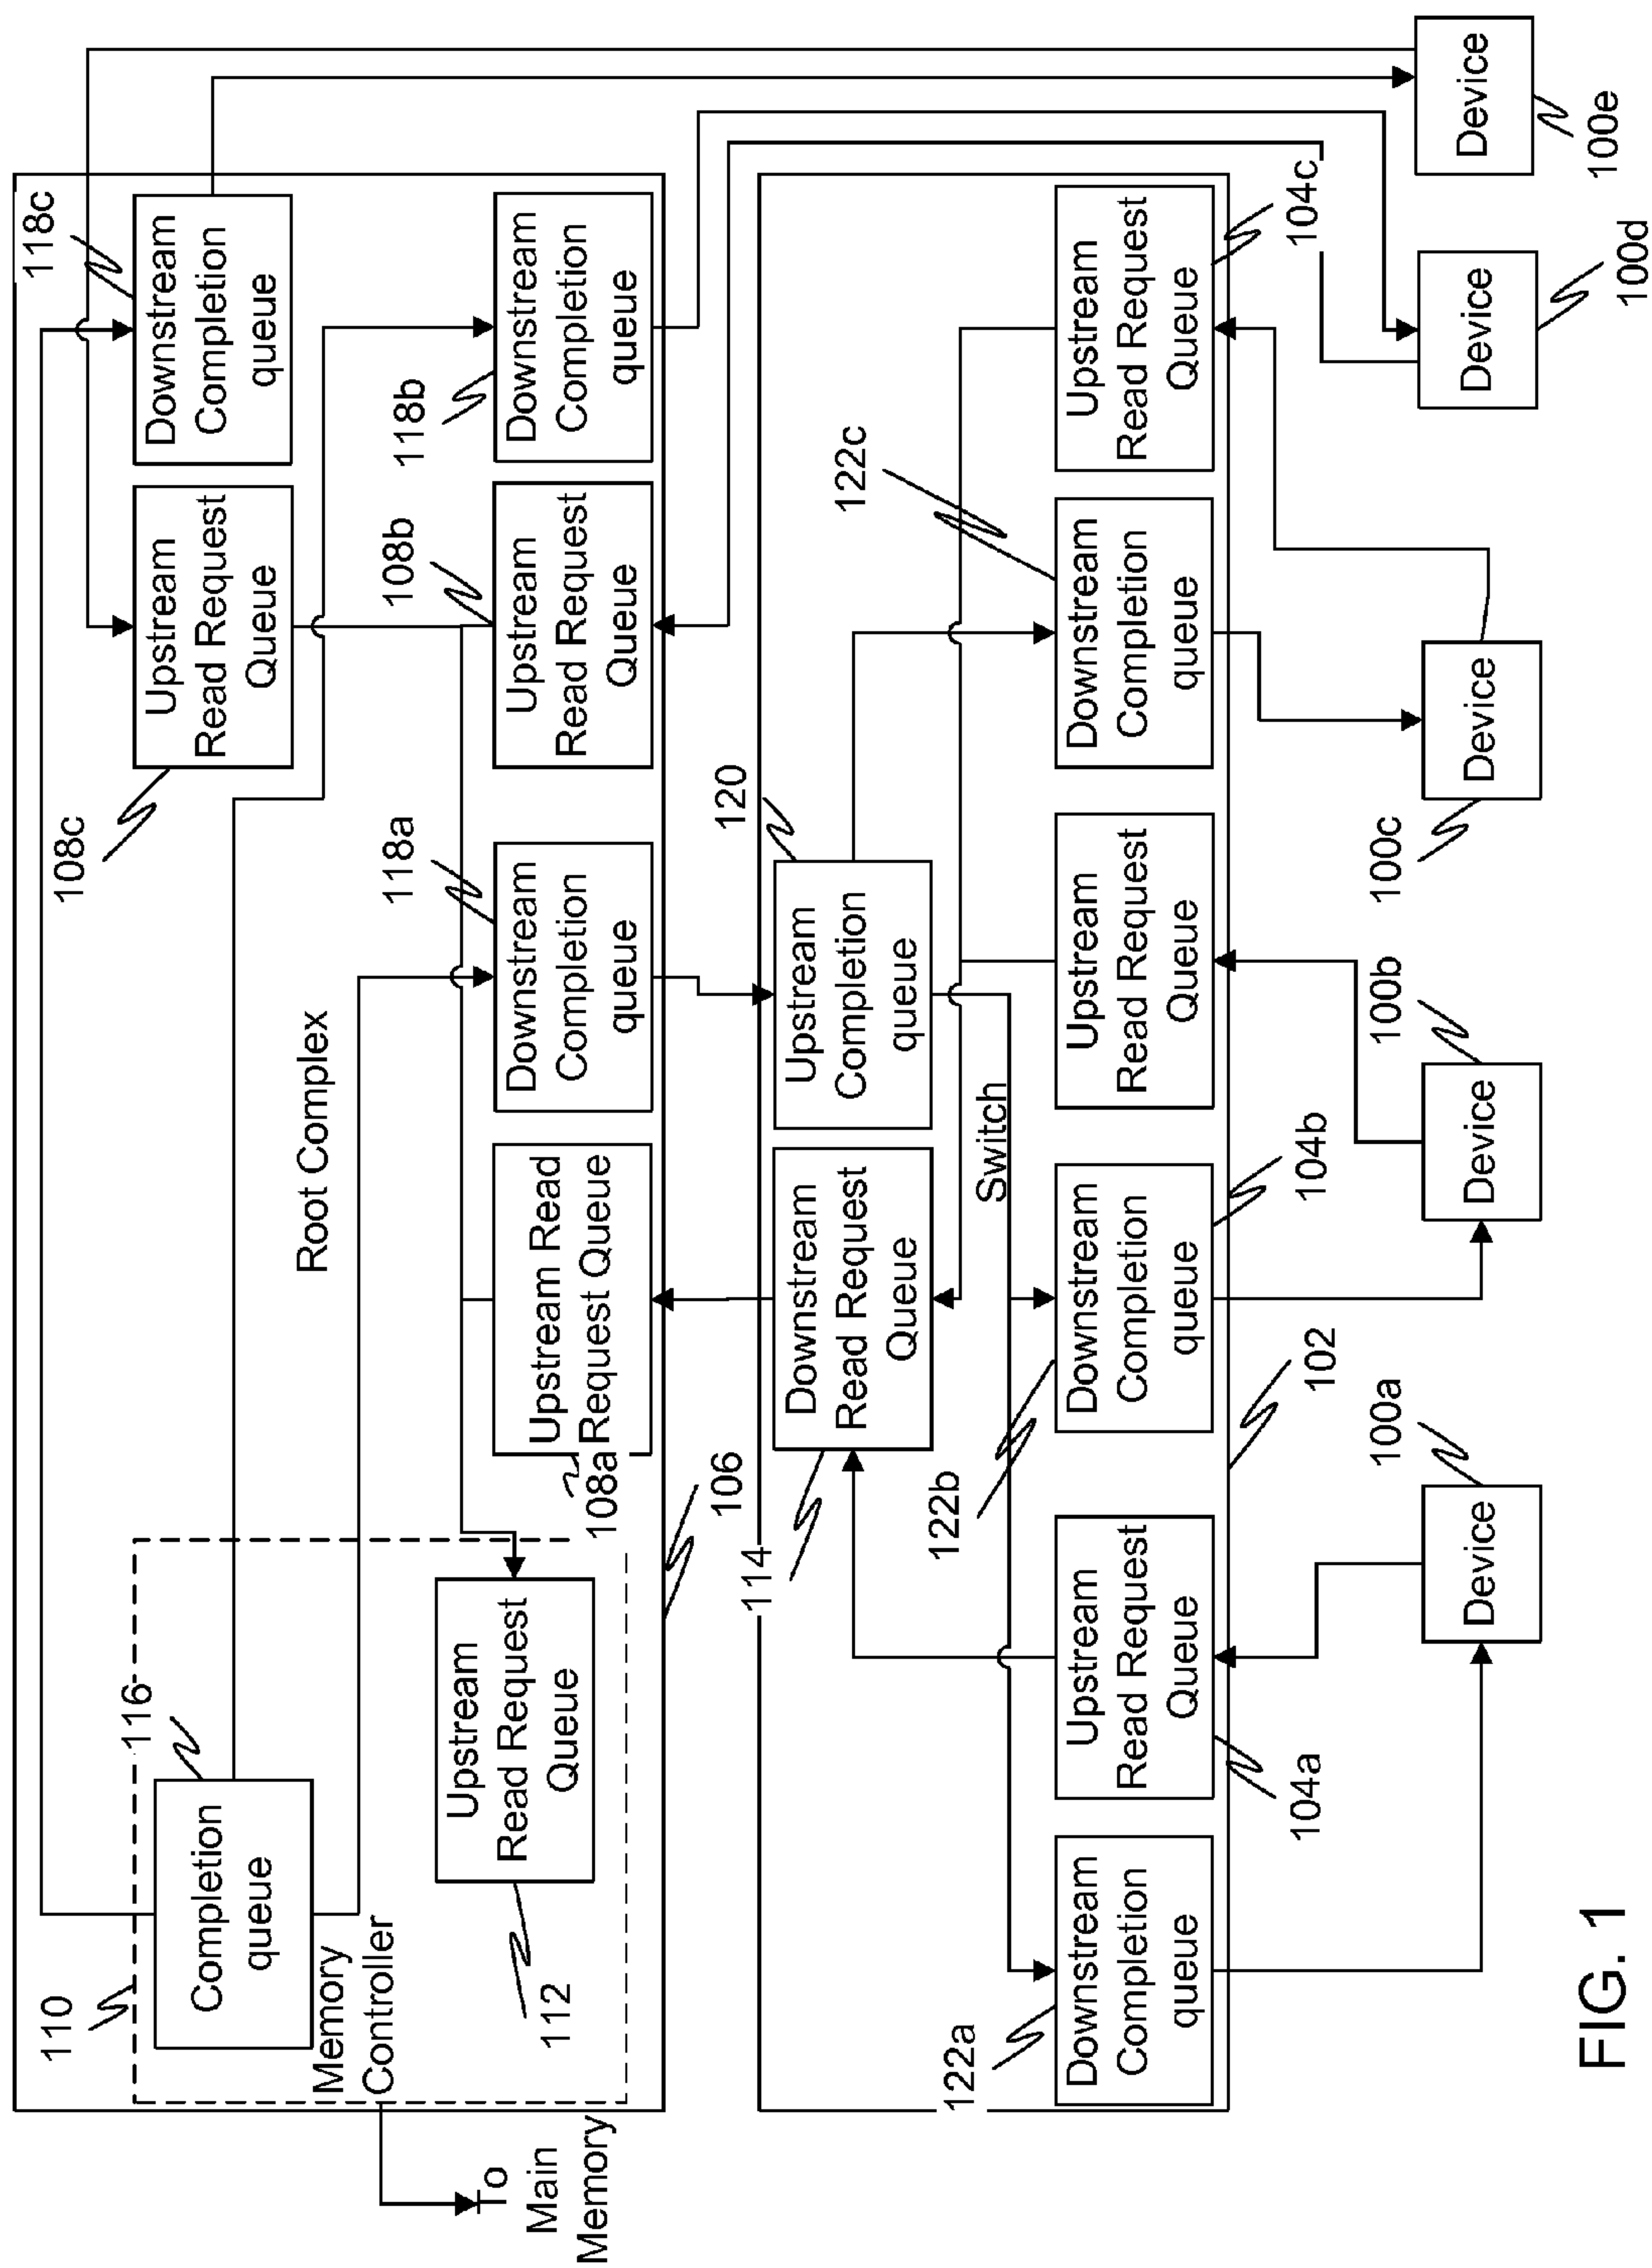 110
116
Completion
queue
Memory
Controller
To
Main
Memory
Upstream
Read Request
Queue
112
Root Complex
108c
Upstream
Read Request
Queue
118c
Downstream
Completion
queue
108a
Upstream Read
Request Queue
118a
Downstream
Completion
queue
108b
Upstream
Read Request
Queue
118b
Downstream
Completion
queue
106
114
Downstream
Read Request
Queue
120
Upstream
Completion
queue
Switch
122a
Downstream
Completion
queue
Upstream
Read Request
Queue
104a
122b
Downstream
Completion
queue
104b
Upstream
Read Request
Queue
122c
Downstream
Completion
queue
Upstream
Read Request
Queue
104c
102
100a
Device
100b
Device
100c
Device
Device
100d
Device
100e
FIG. 1